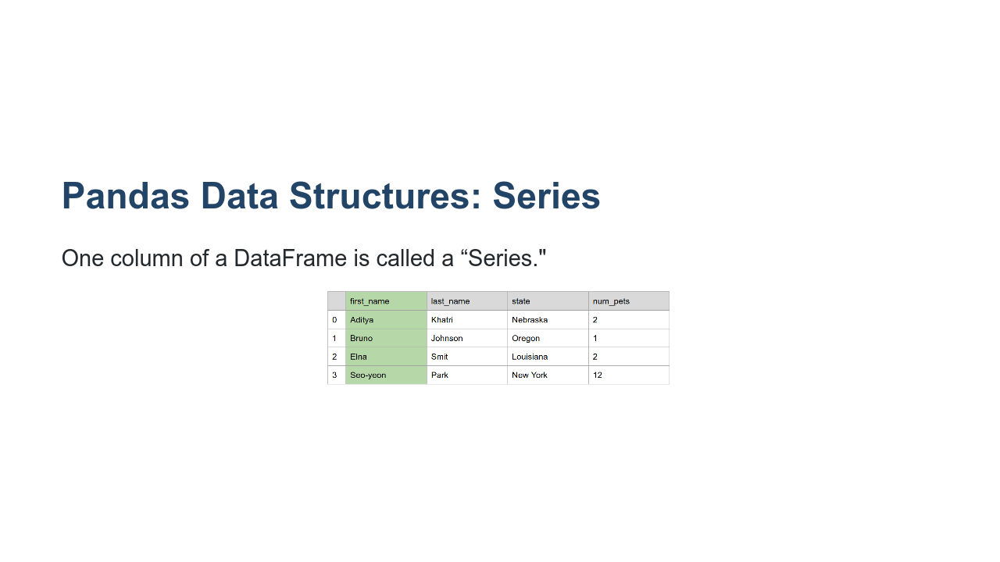 Pandas Data Structures: Series
One column of a DataFrame is called a “Series."
first_name last_name state num_pets
0 Aditya Khatri Nebraska 2
1 Bruno Johnson Oregon 1
2 Elna Smit Louisiana 2
3 Seo-yeon Park New York 12